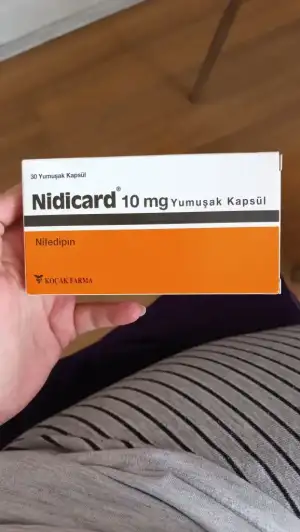 30 Yumuşak Kapsül
Nidicard® 10 mg Yumuşak Kapsül
Nifedipin
KOÇAK FARMA